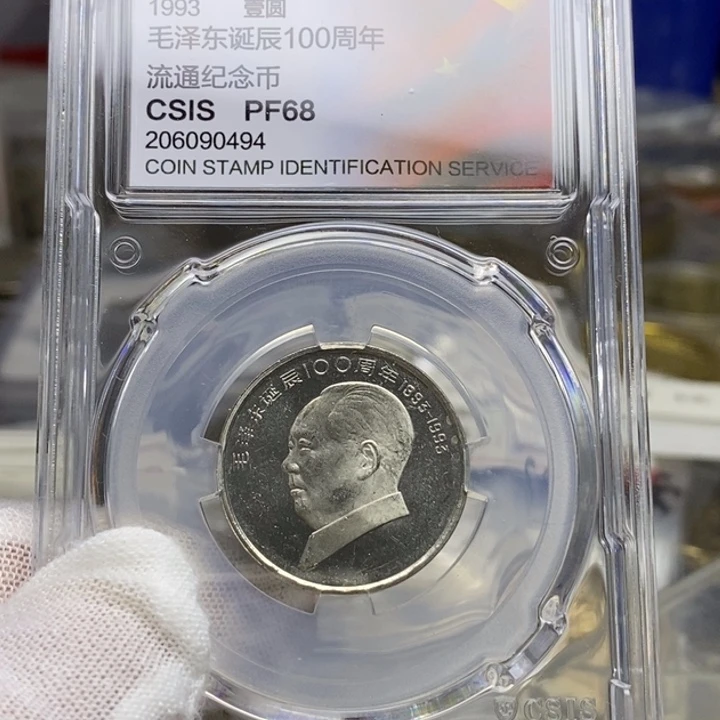 1993 壹圆
毛泽东诞辰100周年
流通纪念币
CSIS PF68
206090494
COIN STAMP IDENTIFICATION SERVICE
毛泽东诞辰100周年 1893-1993
CSIS